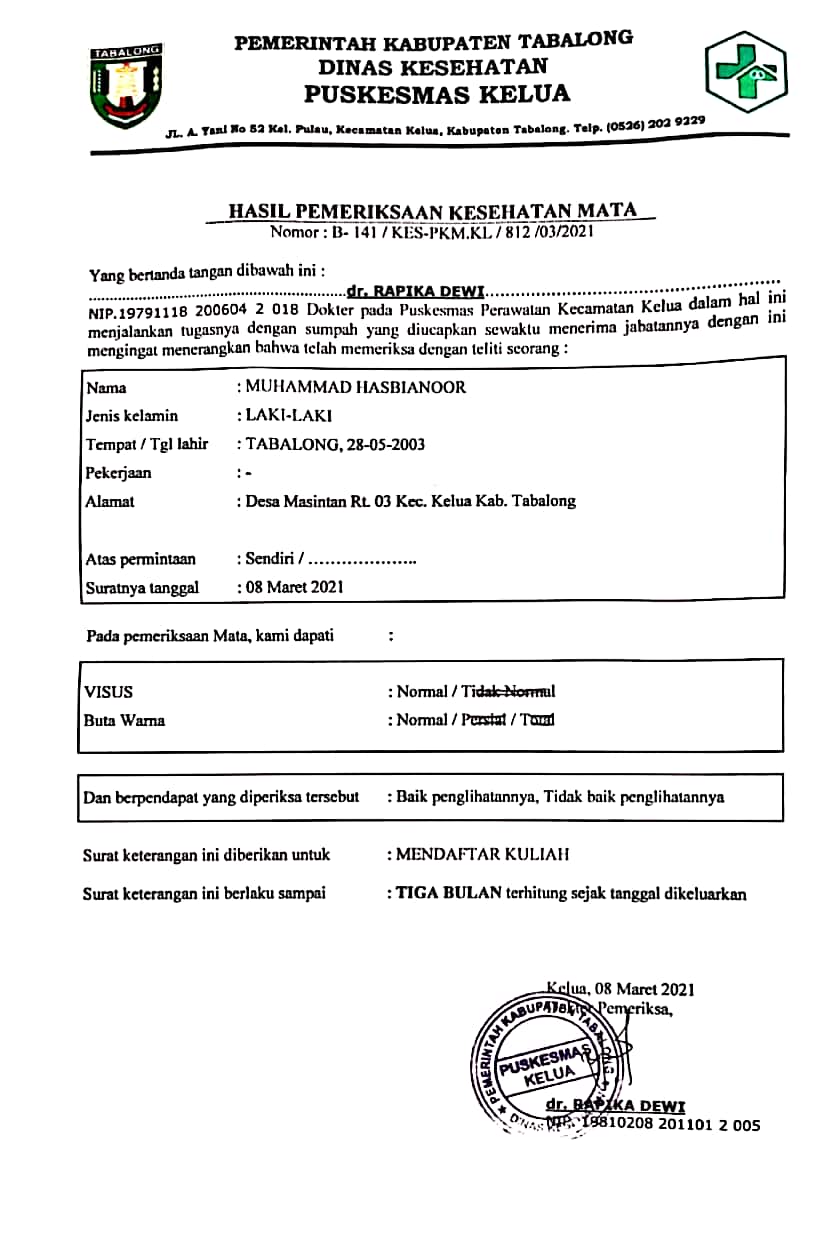 TABALONG
PEMERINTAH KABUPATEN TABALONG
DINAS KESEHATAN
PUSKESMAS KELUA
JL. A. Yani No 52 Kel. Pulau, Kecamatan Kelua, Kabupaten Tabalong. Telp. (0526) 202 9229
HASIL PEMERIKSAAN KESEHATAN MATA
Nomor : B- 141 / KES-PKM.KL / 812 /03/2021
Yang bertanda tangan dibawah ini :
dr. RAPIKA DEWI
NIP.19791118 200604 2 018 Dokter pada Puskesmas Perawatan Kecamatan Kelua dalam hal ini
menjalankan tugasnya dengan sumpah yang diucapkan sewaktu menerima jabatannya dengan ini
mengingat menerangkan bahwa telah memeriksa dengan teliti seorang :
Nama : MUHAMMAD HASBIANOOR
Jenis kelamin : LAKI-LAKI
Tempat / Tgl lahir : TABALONG, 28-05-2003
Pekerjaan : -
Alamat : Desa Masintan Rt. 03 Kec. Kelua Kab. Tabalong
Atas permintaan : Sendiri / ....................
Suratnya tanggal : 08 Maret 2021
Pada pemeriksaan Mata, kami dapati :
VISUS : Normal / Tidak Normal
Buta Warna : Normal / Persial / Total
Dan berpendapat yang diperiksa tersebut : Baik penglihatannya, Tidak baik penglihatannya
Surat keterangan ini diberikan untuk : MENDAFTAR KULIAH
Surat keterangan ini berlaku sampai : TIGA BULAN terhitung sejak tanggal dikeluarkan
Kelua, 08 Maret 2021
Dokter Pemeriksa,
PEMERINTAH KABUPATEN TABALONG
PUSKESMAS
KELUA
DINAS
dr. RAPIKA DEWI
NIP. 19810208 201101 2 005